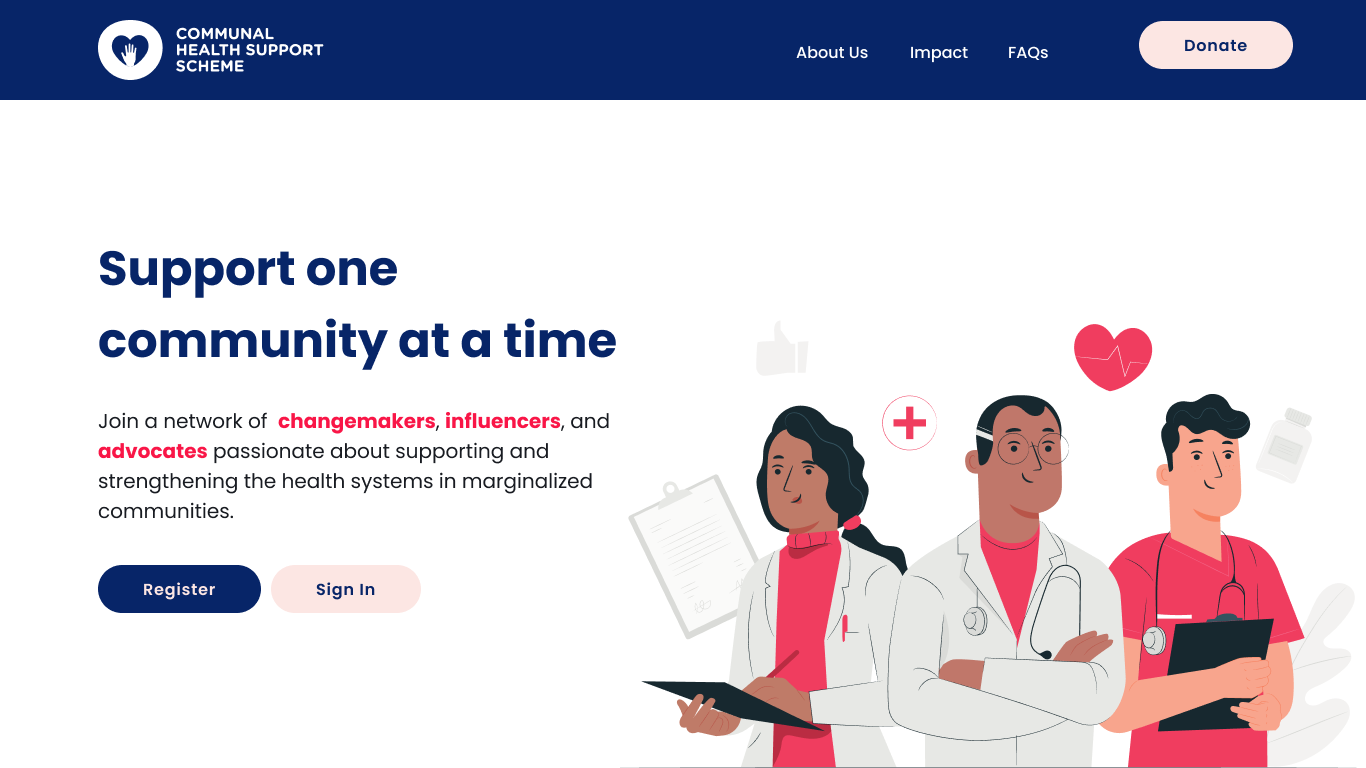 COMMUNAL
HEALTH SUPPORT
SCHEME
About Us
Impact
FAQs
Donate
Support one
community at a time
Join a network of changemakers, influencers, and
advocates passionate about supporting and
strengthening the health systems in marginalized
communities.
Register
Sign In